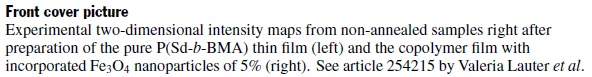 Front cover picture
Experimental two-dimensional intensity maps from non-annealed samples right after
preparation of the pure P(Sd-b-BMA) thin film (left) and the copolymer film with
incorporated Fe₃O₄ nanoparticles of 5% (right). See article 254215 by Valeria Lauter et al.